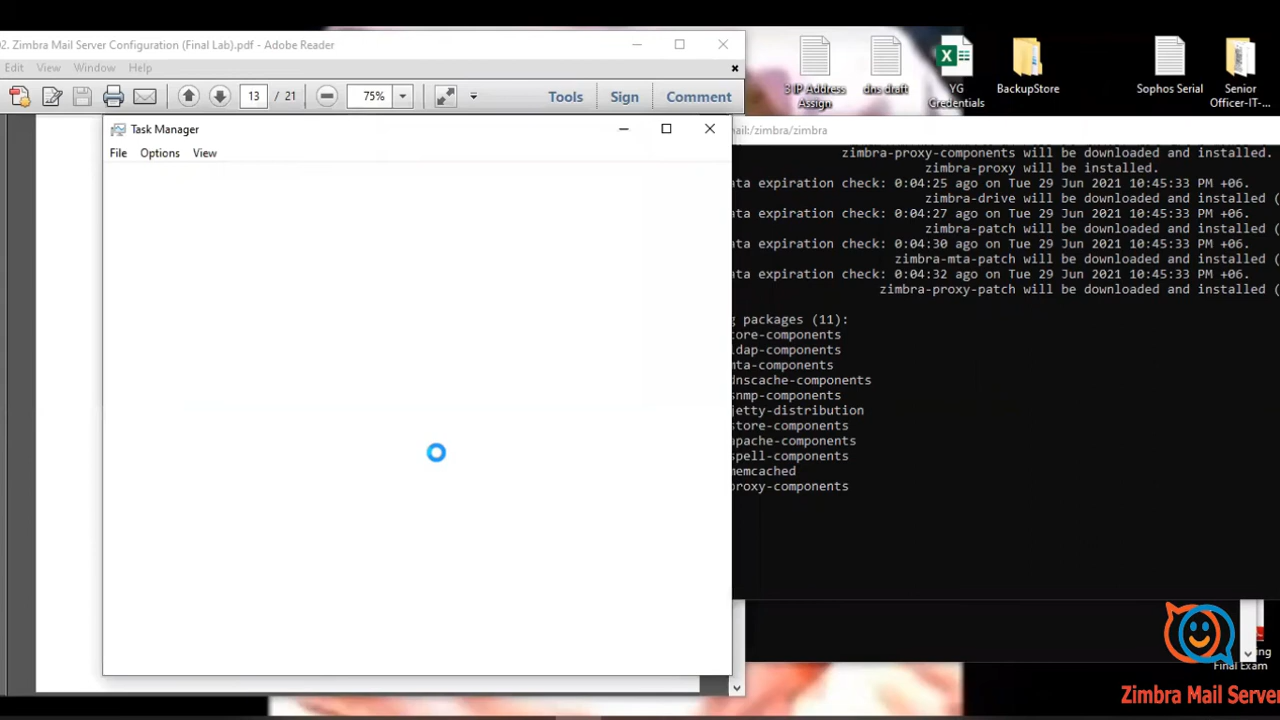 02. Zimbra Mail Server Configuration (Final Lab).pdf - Adobe Reader
Edit View Window Help
13 / 21 75% Tools Sign Comment
Task Manager
File Options View
3 IP Address Assign
dns draft
YG Credentials
BackupStore
Sophos Serial
Senior Officer-IT-...
ail:/zimbra/zimbra
zimbra-proxy-components will be downloaded and installed.
zimbra-proxy will be installed.
ata expiration check: 0:04:25 ago on Tue 29 Jun 2021 10:45:33 PM +06.
zimbra-drive will be downloaded and installed (
ata expiration check: 0:04:27 ago on Tue 29 Jun 2021 10:45:33 PM +06.
zimbra-patch will be downloaded and installed (
ata expiration check: 0:04:30 ago on Tue 29 Jun 2021 10:45:33 PM +06.
zimbra-mta-patch will be downloaded and installed (
ata expiration check: 0:04:32 ago on Tue 29 Jun 2021 10:45:33 PM +06.
zimbra-proxy-patch will be downloaded and installed (
g packages (11):
ore-components
ldap-components
mta-components
dnscache-components
snmp-components
jetty-distribution
store-components
apache-components
spell-components
memcached
proxy-components
ing
Final Exam
Zimbra Mail Server